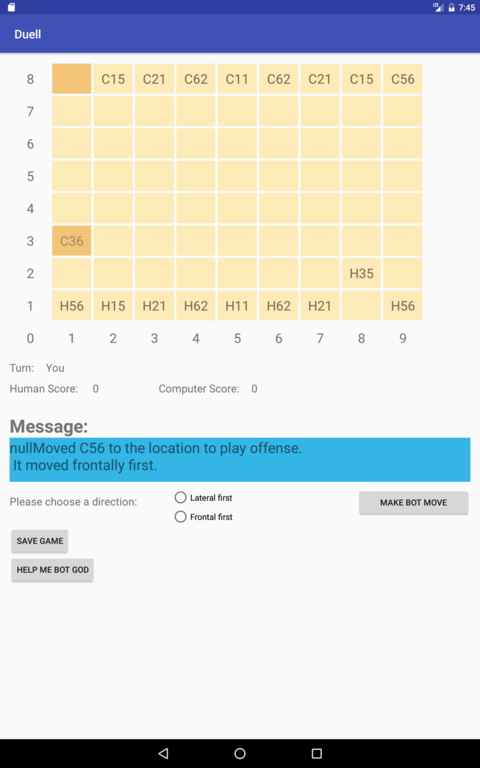 7:45
Duell
8 C15 C21 C62 C11 C62 C21 C15 C56
7
6
5
4
3 C36
2 H35
1 H56 H15 H21 H62 H11 H62 H21 H56
0 1 2 3 4 5 6 7 8 9
Turn: You
Human Score: 0 Computer Score: 0
Message:
nullMoved C56 to the location to play offense.
It moved frontally first.
Please choose a direction:
Lateral first
Frontal first
MAKE BOT MOVE
SAVE GAME
HELP ME BOT GOD